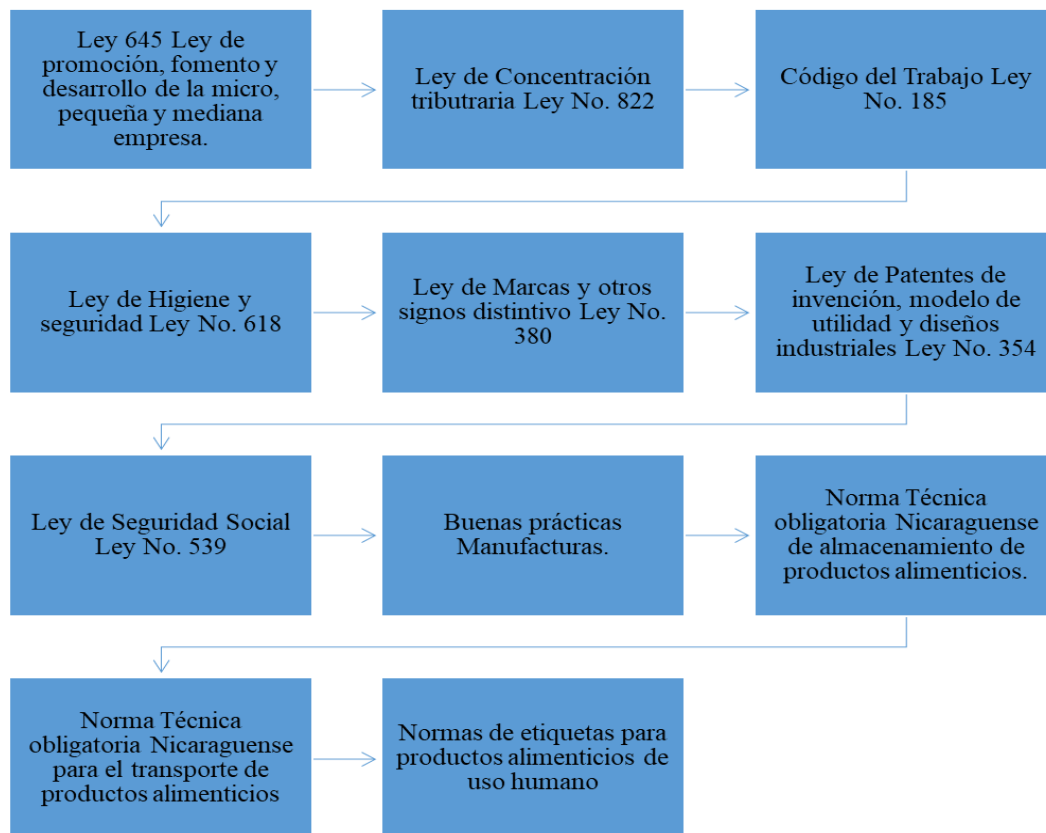 Ley 645 Ley de
promoción, fomento y
desarrollo de la micro,
pequeña y mediana
empresa.
Ley de Concentración
tributraria Ley No. 822
Código del Trabajo Ley
No. 185
Ley de Higiene y
seguridad Ley No. 618
Ley de Marcas y otros
signos distintivo Ley No.
380
Ley de Patentes de
invención, modelo de
utilidad y diseños
industriales Ley No. 354
Ley de Seguridad Social
Ley No. 539
Buenas prácticas
Manufacturas.
Norma Técnica
obligatoria Nicaraguense
de almacenamiento de
productos alimenticios.
Norma Técnica
obligatoria Nicaraguense
para el transporte de
productos alimenticios
Normas de etiquetas para
productos alimenticios de
uso humano